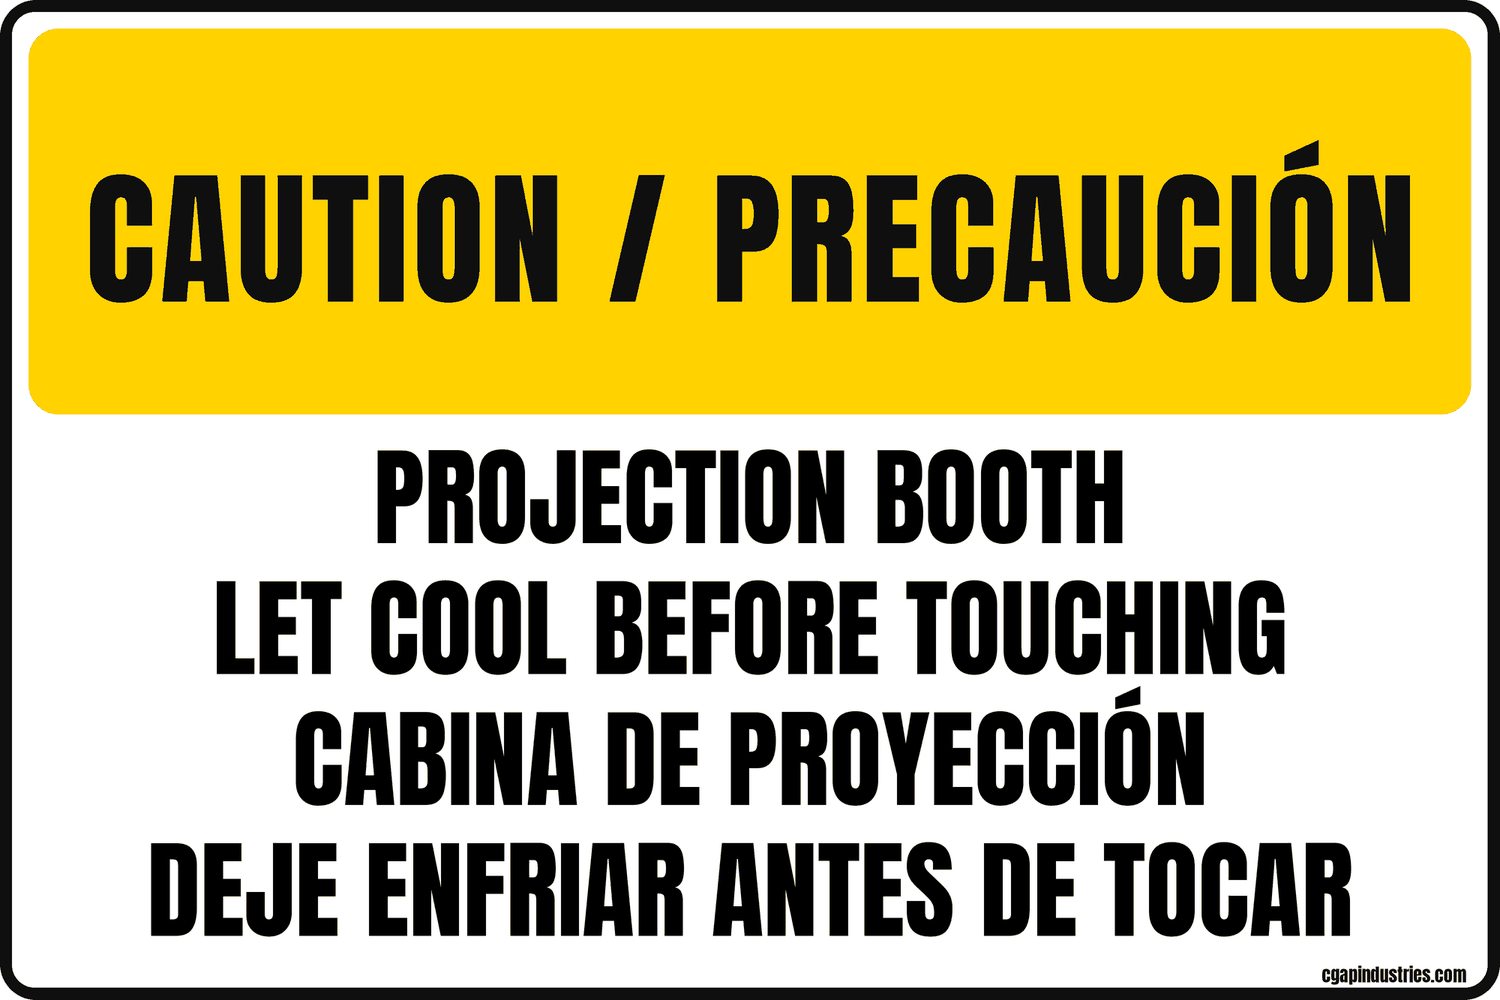 CAUTION / PRECAUCIÓN
PROJECTION BOOTH
LET COOL BEFORE TOUCHING
CABINA DE PROYECCIÓN
DEJE ENFRIAR ANTES DE TOCAR
cgapindustries.com